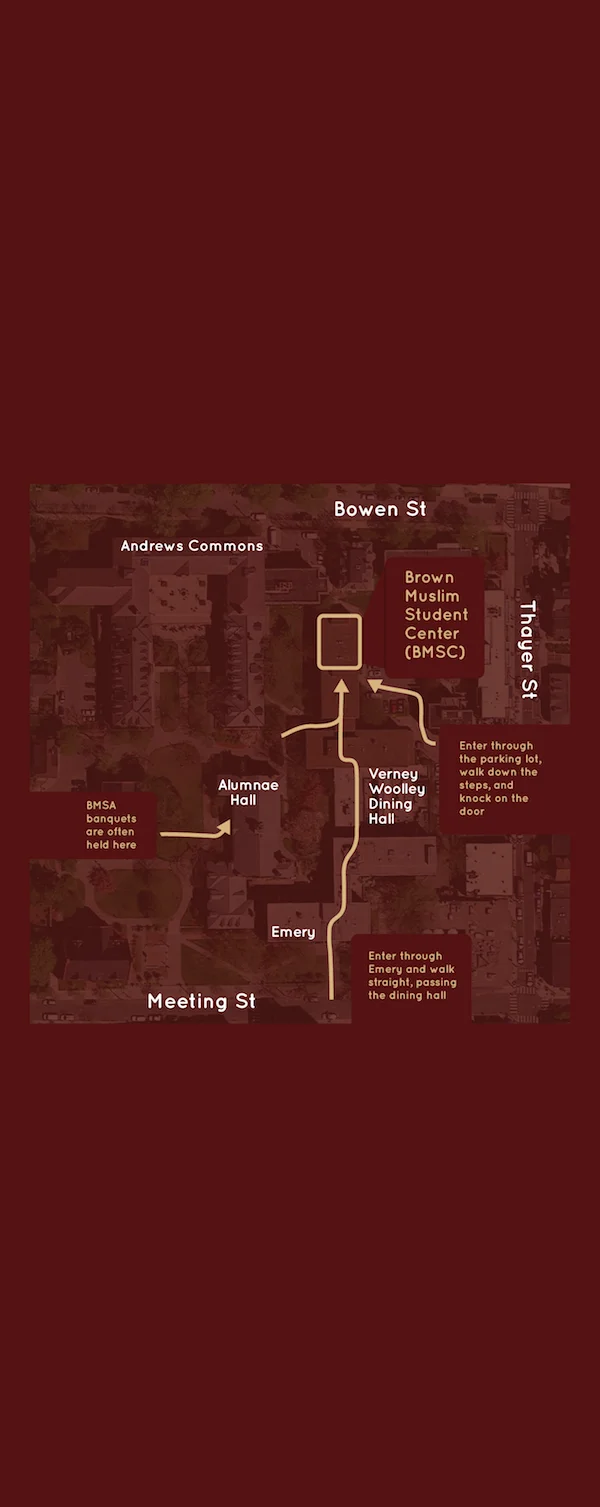 Bowen St
Andrews Commons
Brown
Muslim
Student
Center
(BMSC)
Thayer St
Enter through
the parking lot,
walk down the
steps, and
knock on the
door
Verney
Woolley
Dining
Hall
Alumnae
Hall
BMSA
banquets
are often
held here
Emery
Enter through
Emery and walk
straight, passing
the dining hall
Meeting St